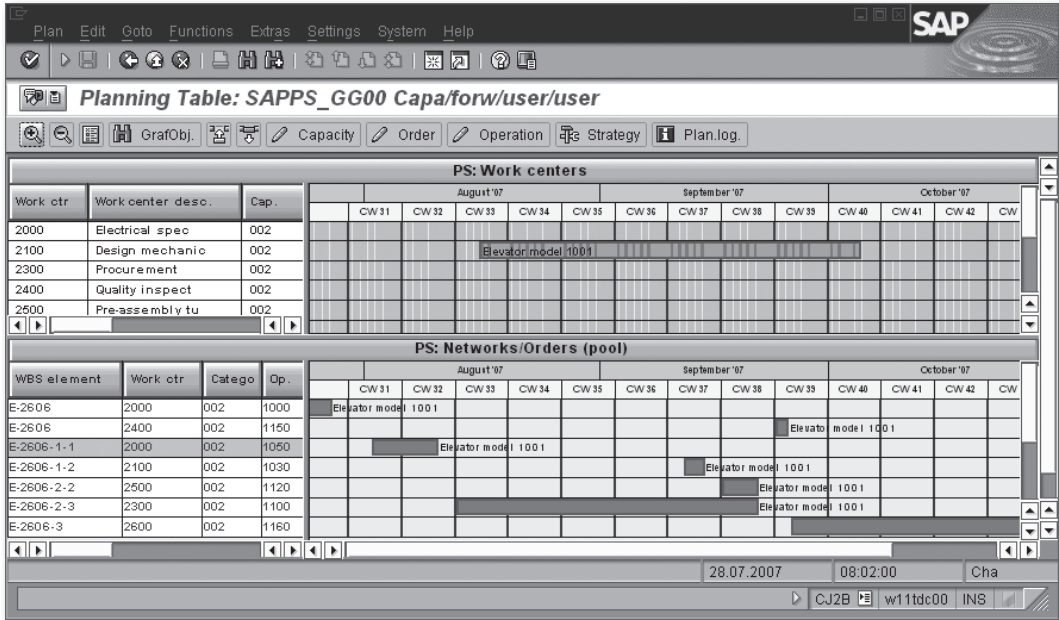 Plan Edit Goto Functions Extras Settings System Help
SAP
Planning Table: SAPPS_GG00 Capa/forw/user/user
GrafObj. Capacity Order Operation Strategy Plan.log.
PS: Work centers
Work ctr Work center desc. Cap.
August '07 September '07 October '07
CW 31 CW 32 CW 33 CW 34 CW 35 CW 36 CW 37 CW 38 CW 39 CW 40 CW 41 CW 42 CW
2000 Electrical spec 002
2100 Design mechanic 002 Elevator model 1001
2300 Procurement 002
2400 Quality inspect 002
2500 Pre-assembly tu 002
PS: Networks/Orders (pool)
WBS element Work ctr Catego Op.
August '07 September '07 October '07
CW 31 CW 32 CW 33 CW 34 CW 35 CW 36 CW 37 CW 38 CW 39 CW 40 CW 41 CW 42 CW
E-2606 2000 002 1000 Elevator model 1001
E-2606 2400 002 1150 Elevato model 1001
E-2606-1-1 2000 002 1050 Elevator model 1001
E-2606-1-2 2100 002 1030 Elevator model 1001
E-2606-2-2 2500 002 1120 Elevator model 1001
E-2606-2-3 2300 002 1100 Elevator model 1001
E-2606-3 2600 002 1160
28.07.2007 08:02:00 Cha
CJ2B w11tdc00 INS